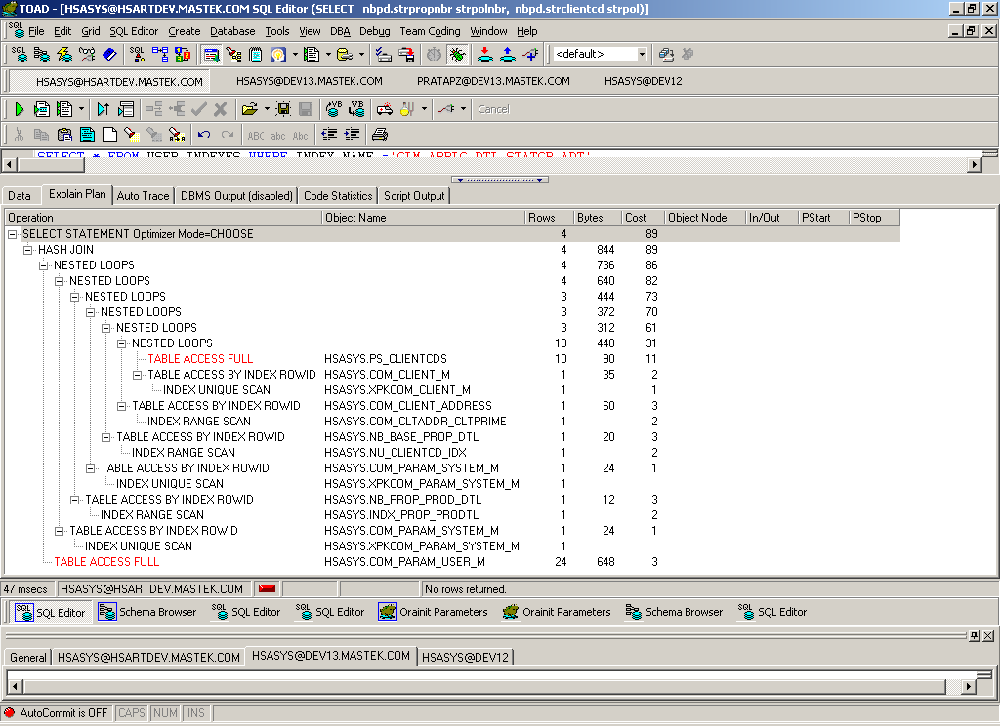 TOAD - [HSASYS@HSARTDEV.MASTEK.COM SQL Editor (SELECT nbpd.strpropnbr strpolnbr, nbpd.strclientcd strpol)]
File Edit Grid SQL Editor Create Database Tools View DBA Debug Team Coding Window Help
SQL SQL <default>
HSASYS@HSARTDEV.MASTEK.COM HSASYS@DEV13.MASTEK.COM PRATAPZ@DEV13.MASTEK.COM HSASYS@DEV12
VB VB Cancel
ABC abc Abc
SELECT * FROM USER_INDEXES WHERE INDEX_NAME ='CLM_APPLC_DTL_STATCR_ADT'
Data Explain Plan Auto Trace DBMS Output (disabled) Code Statistics Script Output
Operation Object Name Rows Bytes Cost Object Node In/Out PStart PStop
SELECT STATEMENT Optimizer Mode=CHOOSE 4 89
HASH JOIN 4 844 89
NESTED LOOPS 4 736 86
NESTED LOOPS 4 640 82
NESTED LOOPS 3 444 73
NESTED LOOPS 3 372 70
NESTED LOOPS 3 312 61
NESTED LOOPS 10 440 31
TABLE ACCESS FULL HSASYS.PS_CLIENTCDS 10 90 11
TABLE ACCESS BY INDEX ROWID HSASYS.COM_CLIENT_M 1 35 2
INDEX UNIQUE SCAN HSASYS.XPKCOM_CLIENT_M 1 1
TABLE ACCESS BY INDEX ROWID HSASYS.COM_CLIENT_ADDRESS 1 60 3
INDEX RANGE SCAN HSASYS.COM_CLTADDR_CLTPRIME 1 2
TABLE ACCESS BY INDEX ROWID HSASYS.NB_BASE_PROP_DTL 1 20 3
INDEX RANGE SCAN HSASYS.NU_CLIENTCD_IDX 1 2
TABLE ACCESS BY INDEX ROWID HSASYS.COM_PARAM_SYSTEM_M 1 24 1
INDEX UNIQUE SCAN HSASYS.XPKCOM_PARAM_SYSTEM_M 1
TABLE ACCESS BY INDEX ROWID HSASYS.NB_PROP_PROD_DTL 1 12 3
INDEX RANGE SCAN HSASYS.INDX_PROP_PRODTL 1 2
TABLE ACCESS BY INDEX ROWID HSASYS.COM_PARAM_SYSTEM_M 1 24 1
INDEX UNIQUE SCAN HSASYS.XPKCOM_PARAM_SYSTEM_M 1
TABLE ACCESS FULL HSASYS.COM_PARAM_USER_M 24 648 3
47 msecs HSASYS@HSARTDEV.MASTEK.COM No rows returned.
SQL SQL Editor Schema Browser SQL SQL Editor SQL SQL Editor Orainit Parameters Orainit Parameters Schema Browser SQL SQL Editor
General HSASYS@HSARTDEV.MASTEK.COM HSASYS@DEV13.MASTEK.COM HSASYS@DEV12
AutoCommit is OFF CAPS NUM INS